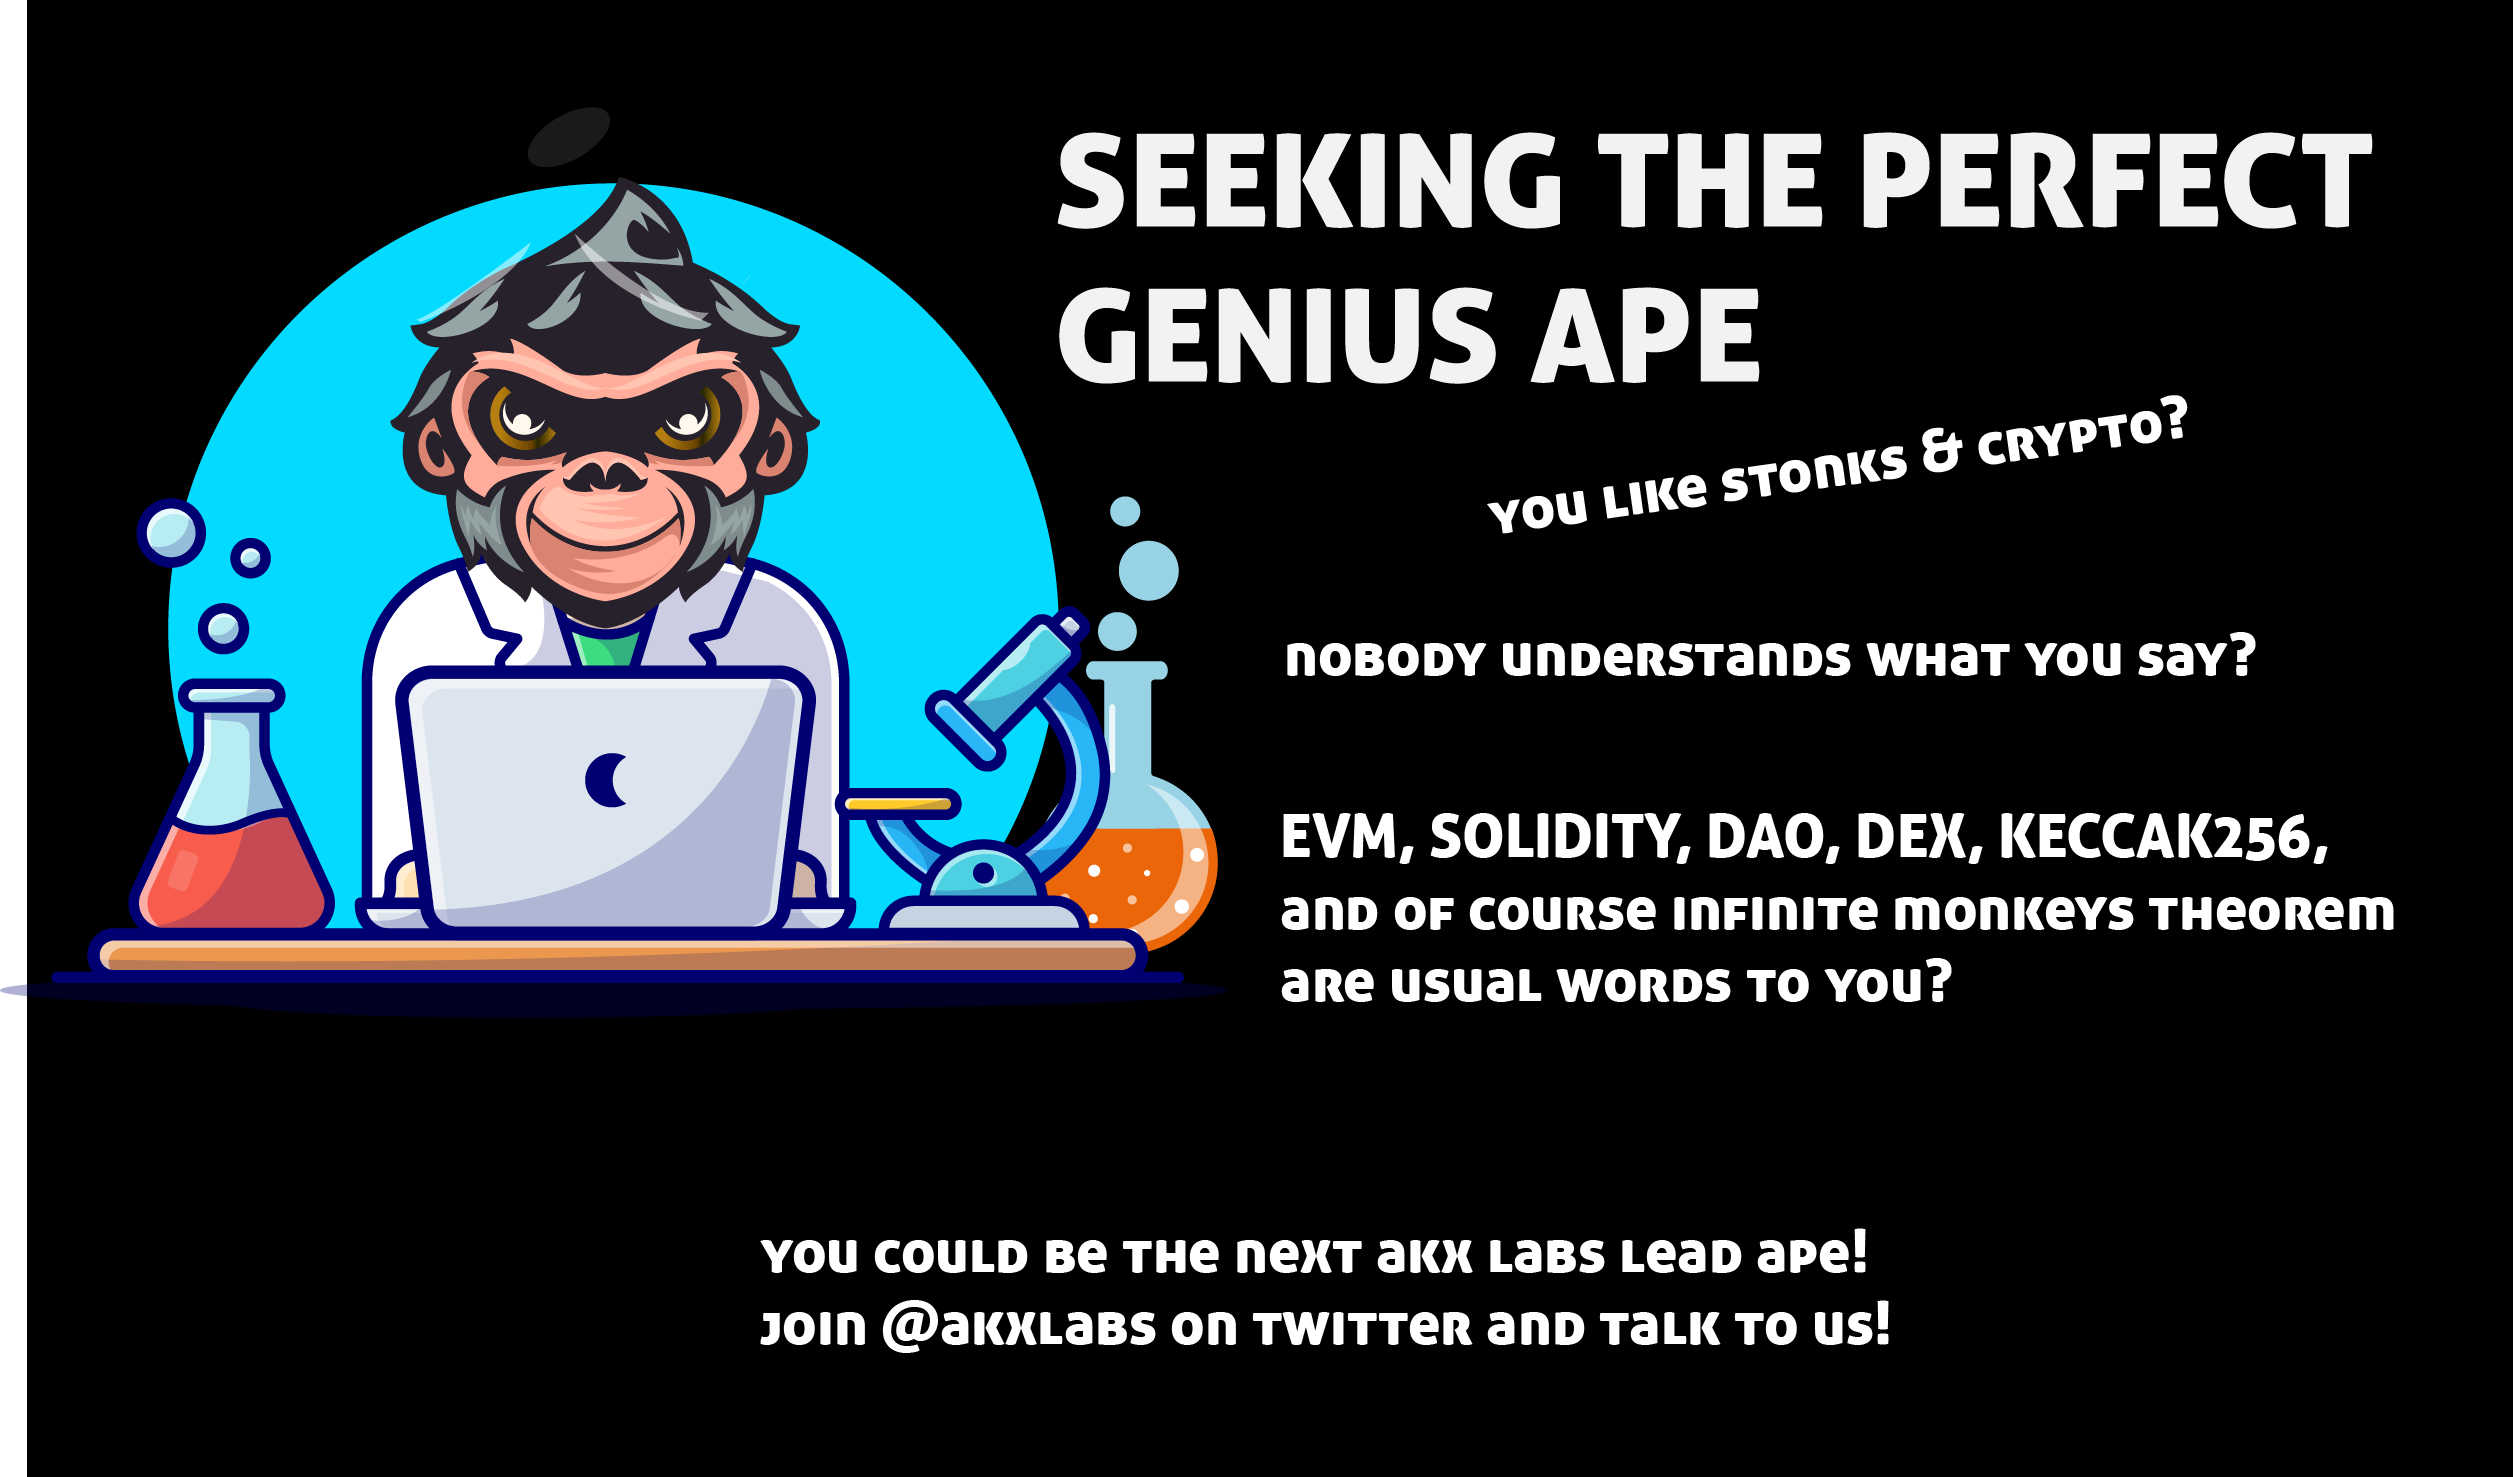 SEEKING THE PERFECT
GENIUS APE
you like stonks & crypto?
nobody understands what you say?
EVM, SOLIDITY, DAO, DEX, KECCAK256,
and of course infinite monkeys theorem
are usual words to you?
you could be the next akx labs lead ape!
join @akxlabs on twitter and talk to us!